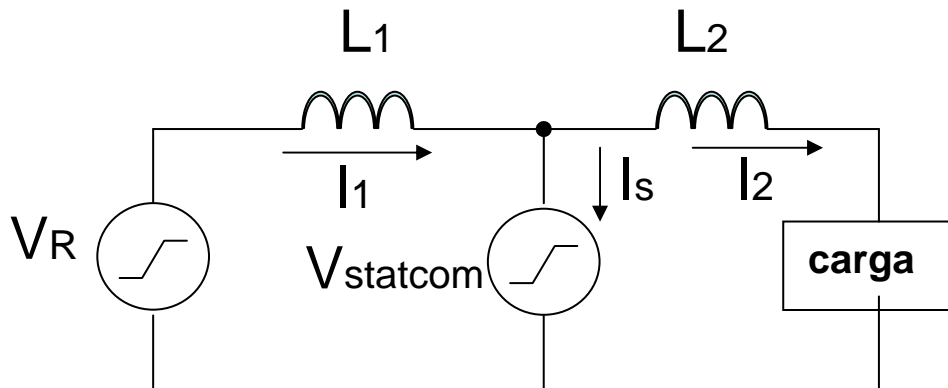 L1
L2
I1
Is
I2
VR
Vstatcom
carga